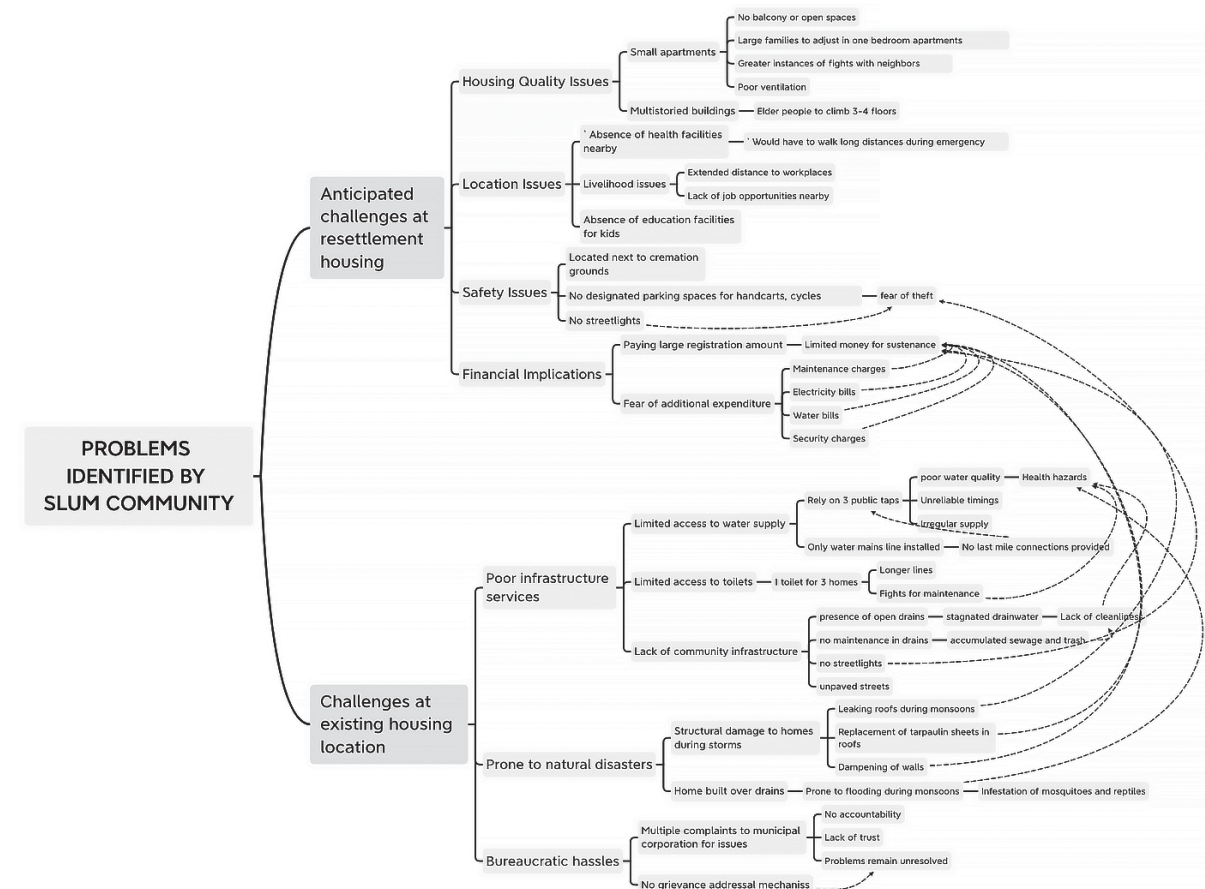 PROBLEMS
IDENTIFIED BY
SLUM COMMUNITY
Anticipated
challenges at
resettlement
housing
Housing Quality Issues
Small apartments
No balcony or open spaces
Large families to adjust in one bedroom apartments
Greater instances of fights with neighbors
Poor ventilation
Multistoried buildings
Elder people to climb 3-4 floors
Location Issues
` Absence of health facilities
nearby
` Would have to walk long distances during emergency
Livelihood issues
Extended distance to workplaces
Lack of job opportunities nearby
Absence of education facilities
for kids
Safety Issues
Located next to cremation
grounds
No designated parking spaces for handcarts, cycles
fear of theft
No streetlights
Financial Implications
Paying large registration amount
Limited money for sustenance
Fear of additional expenditure
Maintenance charges
Electricity bills
Water bills
Security charges
Challenges at
existing housing
location
Poor infrastructure
services
Limited access to water supply
Rely on 3 public taps
poor water quality
Health hazards
Unreliable timings
Irregular supply
Only water mains line installed
No last mile connections provided
Limited access to toilets
1 toilet for 3 homes
Longer lines
Fights for maintenance
Lack of community infrastructure
presence of open drains
stagnated drainwater
Lack of cleanliness
no maintenance in drains
accumulated sewage and trash
no streetlights
unpaved streets
Prone to natural disasters
Structural damage to homes
during storms
Leaking roofs during monsoons
Replacement of tarpaulin sheets in
roofs
Dampening of walls
Home built over drains
Prone to flooding during monsoons
Infestation of mosquitoes and reptiles
Bureaucratic hassles
Multiple complaints to municipal
corporation for issues
No accountability
Lack of trust
Problems remain unresolved
No grievance addressal mechaniss